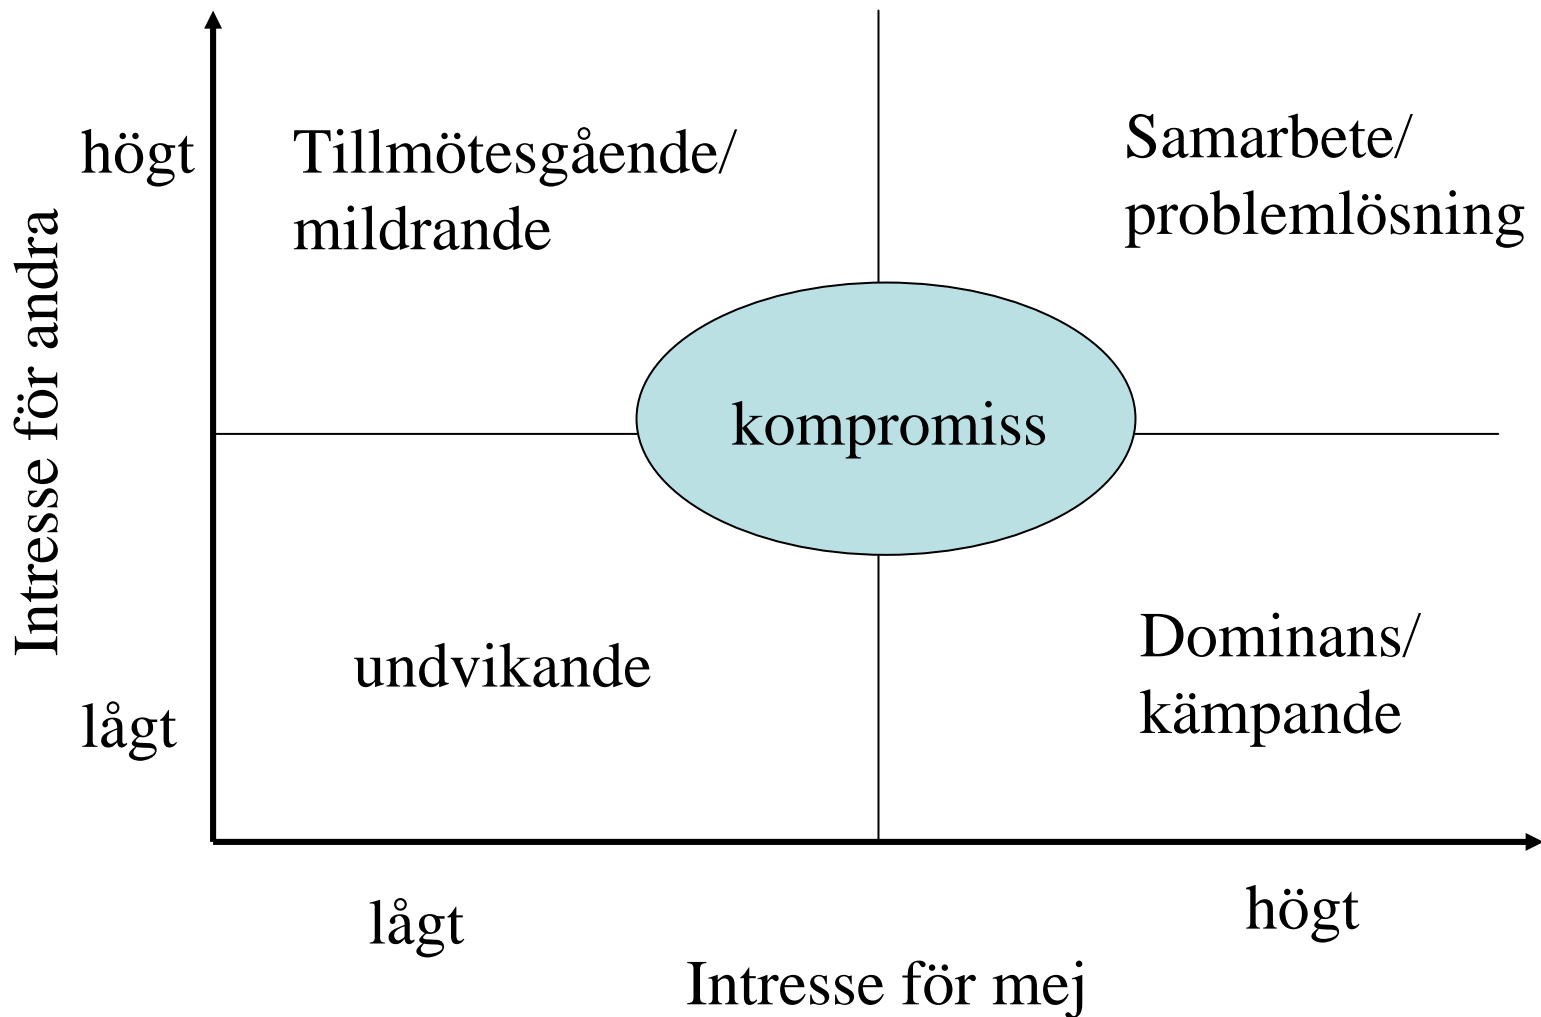 högt
Tillmötesgående/
mildrande
Samarbete/
problemlösning
Intresse för andra
kompromiss
undvikande
Dominans/
kämpande
lågt
lågt
högt
Intresse för mej